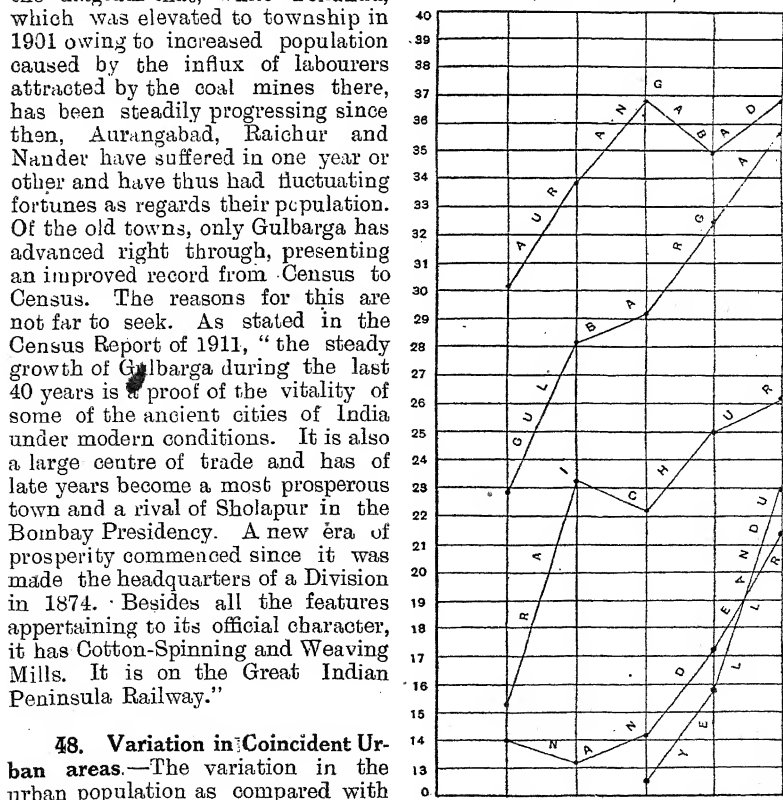 which was elevated to township in
1901 owing to increased population
caused by the influx of labourers
attracted by the coal mines there,
has been steadily progressing since
then, Aurangabad, Raichur and
Nander have suffered in one year or
other and have thus had fluctuating
fortunes as regards their population.
Of the old towns, only Gulbarga has
advanced right through, presenting
an improved record from Census to
Census. The reasons for this are
not far to seek. As stated in the
Census Report of 1911, “ the steady
growth of Gulbarga during the last
40 years is a proof of the vitality of
some of the ancient cities of India
under modern conditions. It is also
a large centre of trade and has of
late years become a most prosperous
town and a rival of Sholapur in the
Bombay Presidency. A new era of
prosperity commenced since it was
made the headquarters of a Division
in 1874. Besides all the features
appertaining to its official character,
it has Cotton-Spinning and Weaving
Mills. It is on the Great Indian
Peninsula Railway.”
48. Variation in Coincident Ur-
ban areas.—The variation in the
urban population as compared with
40
39
38
37
36
35
34
33
32
31
30
29
28
27
26
25
24
23
22
21
20
19
18
17
16
15
14
13
0
AURANGABAD
GULBARGA
RAICHUR
NANDER
YELLANDU